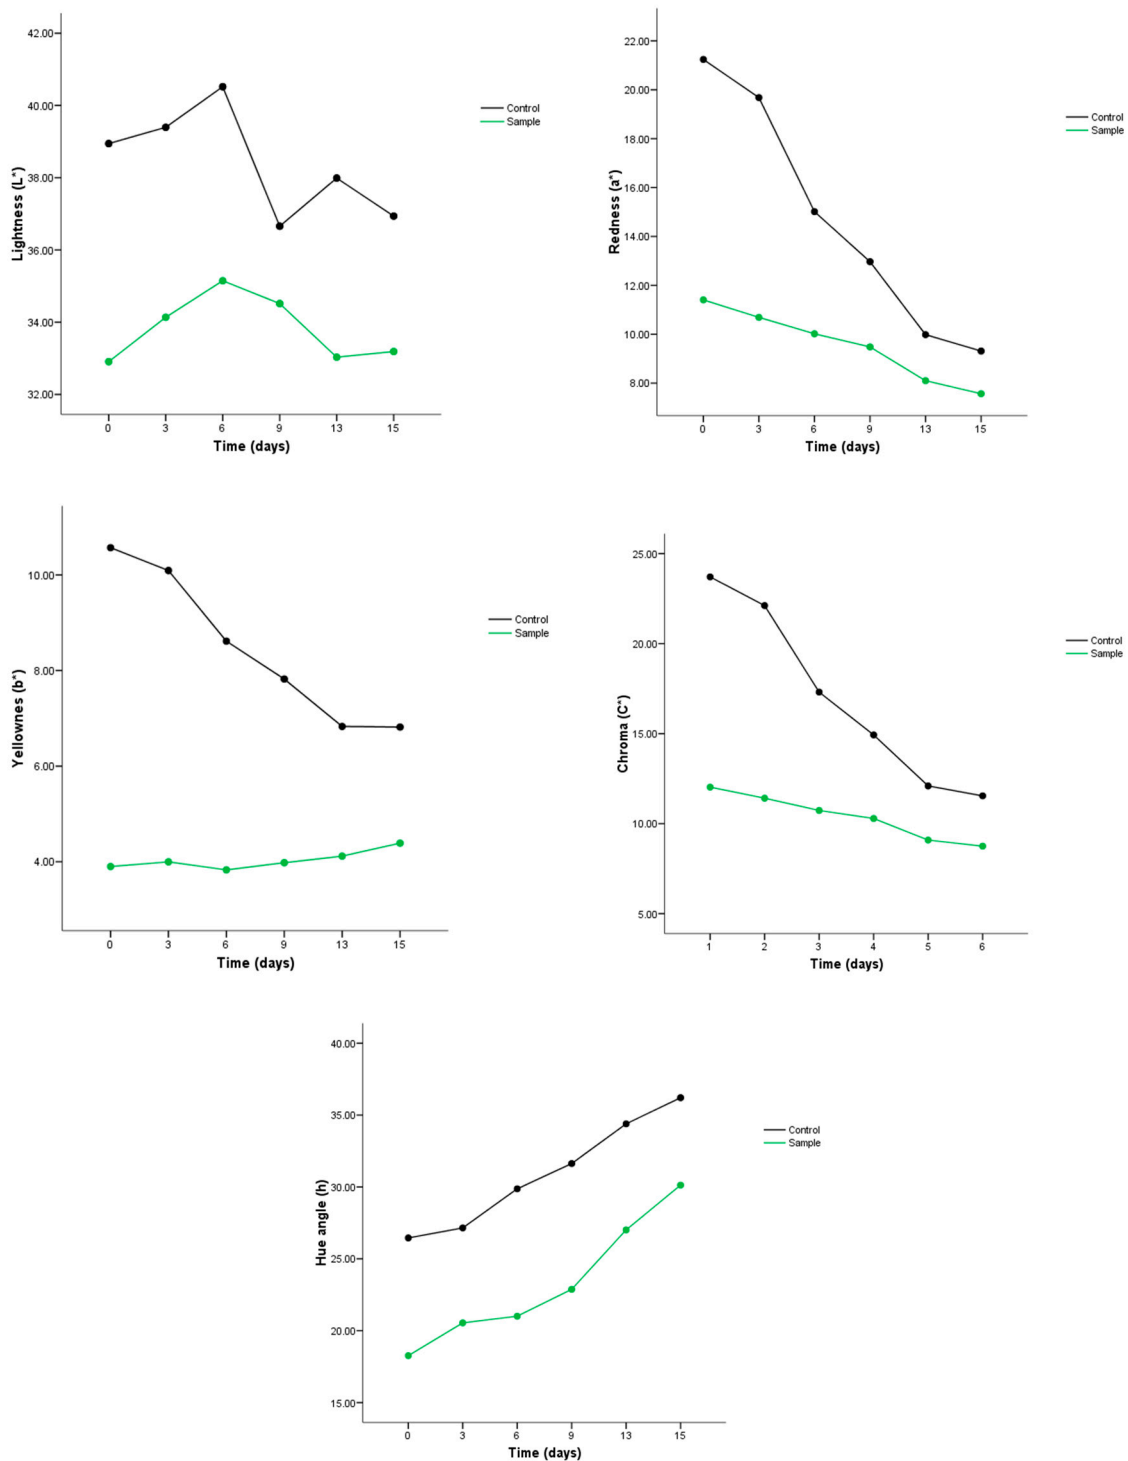 42.00
40.00
38.00
36.00
34.00
32.00
Lightness (L*)
0 3 6 9 13 15
Time (days)
Control
Sample
22.00
20.00
18.00
16.00
14.00
12.00
10.00
8.00
Redness (a*)
0 3 6 9 13 15
Time (days)
Control
Sample
10.00
8.00
6.00
4.00
Yellownes (b*)
0 3 6 9 13 15
Time (days)
Control
Sample
25.00
20.00
15.00
10.00
5.00
Chroma (C*)
1 2 3 4 5 6
Time (days)
Control
Sample
40.00
35.00
30.00
25.00
20.00
15.00
Hue angle (h)
0 3 6 9 13 15
Time (days)
Control
Sample